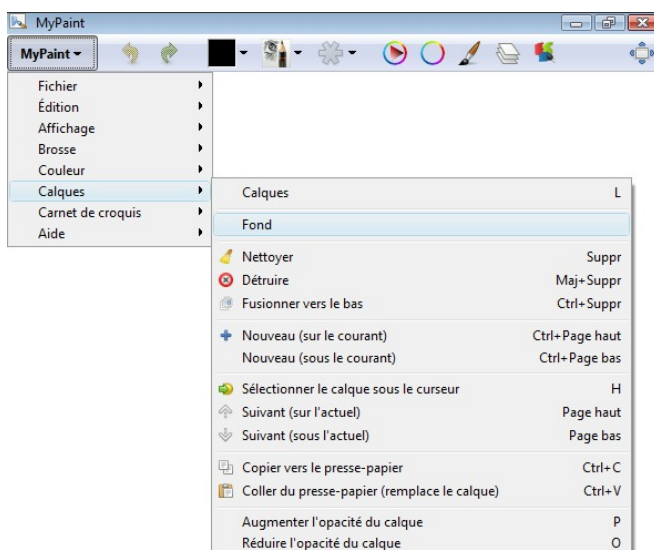 MyPaint
MyPaint
Fichier
Édition
Affichage
Brosse
Couleur
Calques
Carnet de croquis
Aide
Calques L
Fond
Nettoyer Suppr
Détruire Maj+Suppr
Fusionner vers le bas Ctrl+Suppr
Nouveau (sur le courant) Ctrl+Page haut
Nouveau (sous le courant) Ctrl+Page bas
Sélectionner le calque sous le curseur H
Suivant (sur l'actuel) Page haut
Suivant (sous l'actuel) Page bas
Copier vers le presse-papier Ctrl+C
Coller du presse-papier (remplace le calque) Ctrl+V
Augmenter l'opacité du calque P
Réduire l'opacité du calque O